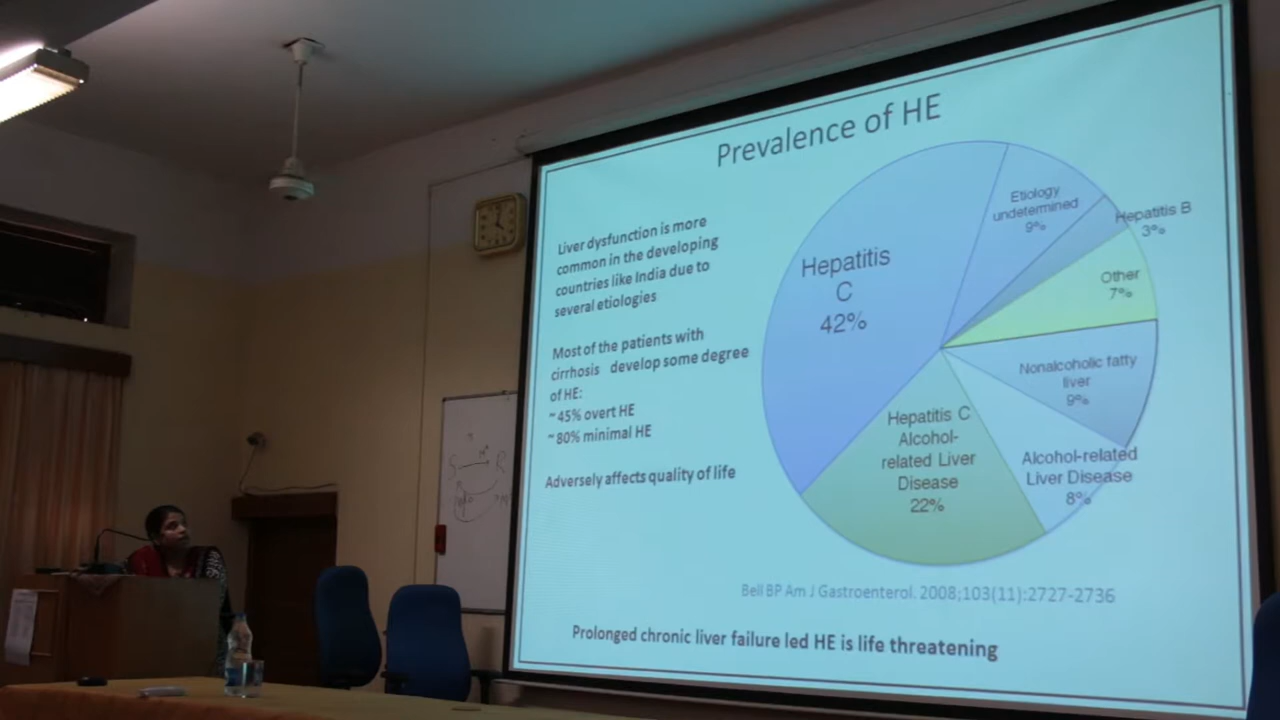 Prevalence of HE
Liver dysfunction is more
common in the developing
countries like India due to
several etiologies
Most of the patients with
cirrhosis develop some degree
of HE:
~45% overt HE
~80% minimal HE
Adversely affects quality of life
Hepatitis
C
42%
Etiology
undetermined
9%
Hepatitis B
3%
Other
7%
Nonalcoholic fatty
liver
9%
Alcohol-related
Liver Disease
8%
Hepatitis C
Alcohol-
related Liver
Disease
22%
Bell BP Am J Gastroenterol. 2008;103(11):2727-2736
Prolonged chronic liver failure led HE is life threatening